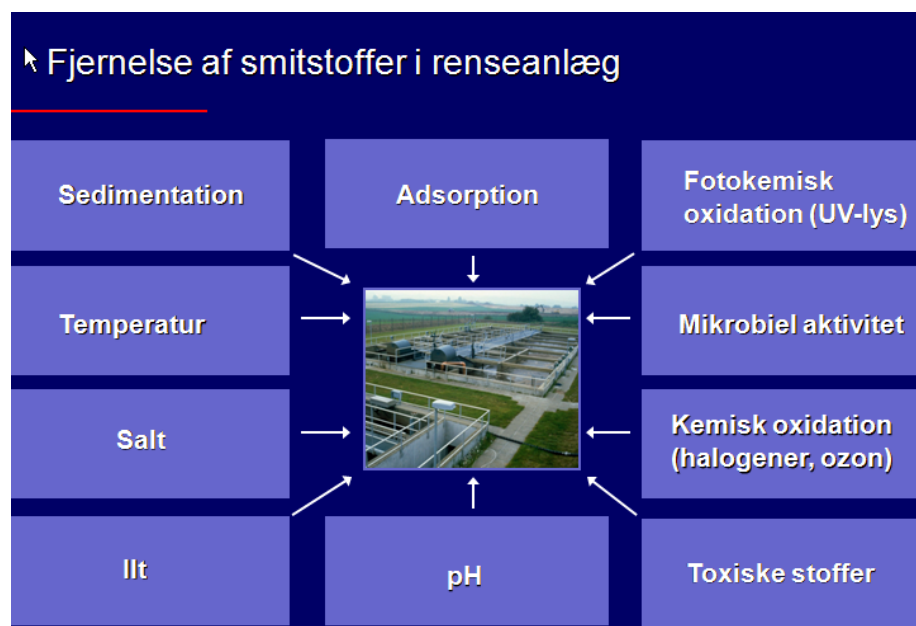 Fjernelse af smitstoffer i renseanlæg
Sedimentation
Adsorption
Fotokemisk
oxidation (UV-lys)
Temperatur
Mikrobiel aktivitet
Salt
Kemisk oxidation
(halogener, ozon)
Ilt
pH
Toxiske stoffer